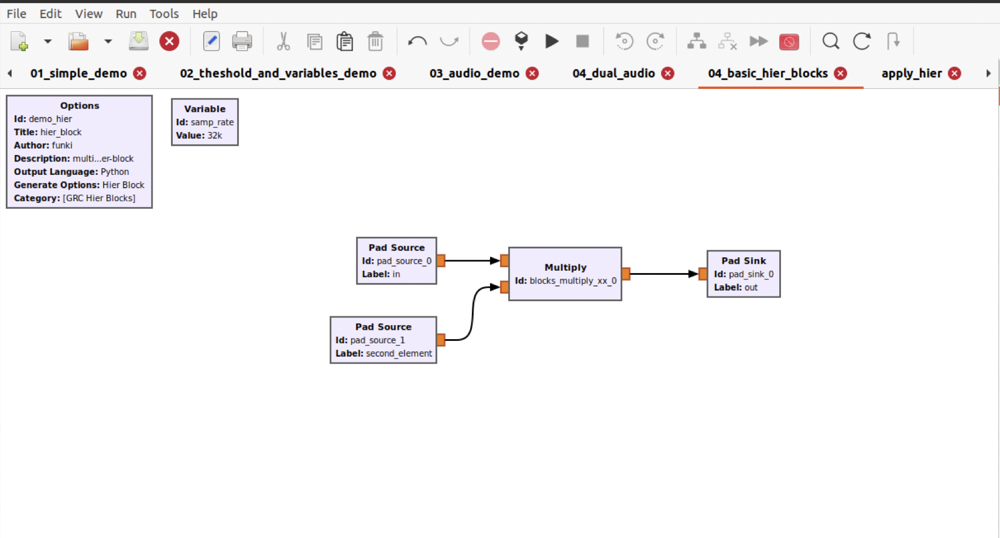 File Edit View Run Tools Help
01_simple_demo 02_theshold_and_variables_demo 03_audio_demo 04_dual_audio 04_basic_hier_blocks apply_hier
Options
Id: demo_hier
Title: hier_block
Author: funki
Description: multi...er-block
Output Language: Python
Generate Options: Hier Block
Category: [GRC Hier Blocks]
Variable
Id: samp_rate
Value: 32k
Pad Source
Id: pad_source_0
Label: in
Multiply
Id: blocks_multiply_xx_0
Pad Sink
Id: pad_sink_0
Label: out
Pad Source
Id: pad_source_1
Label: second_element